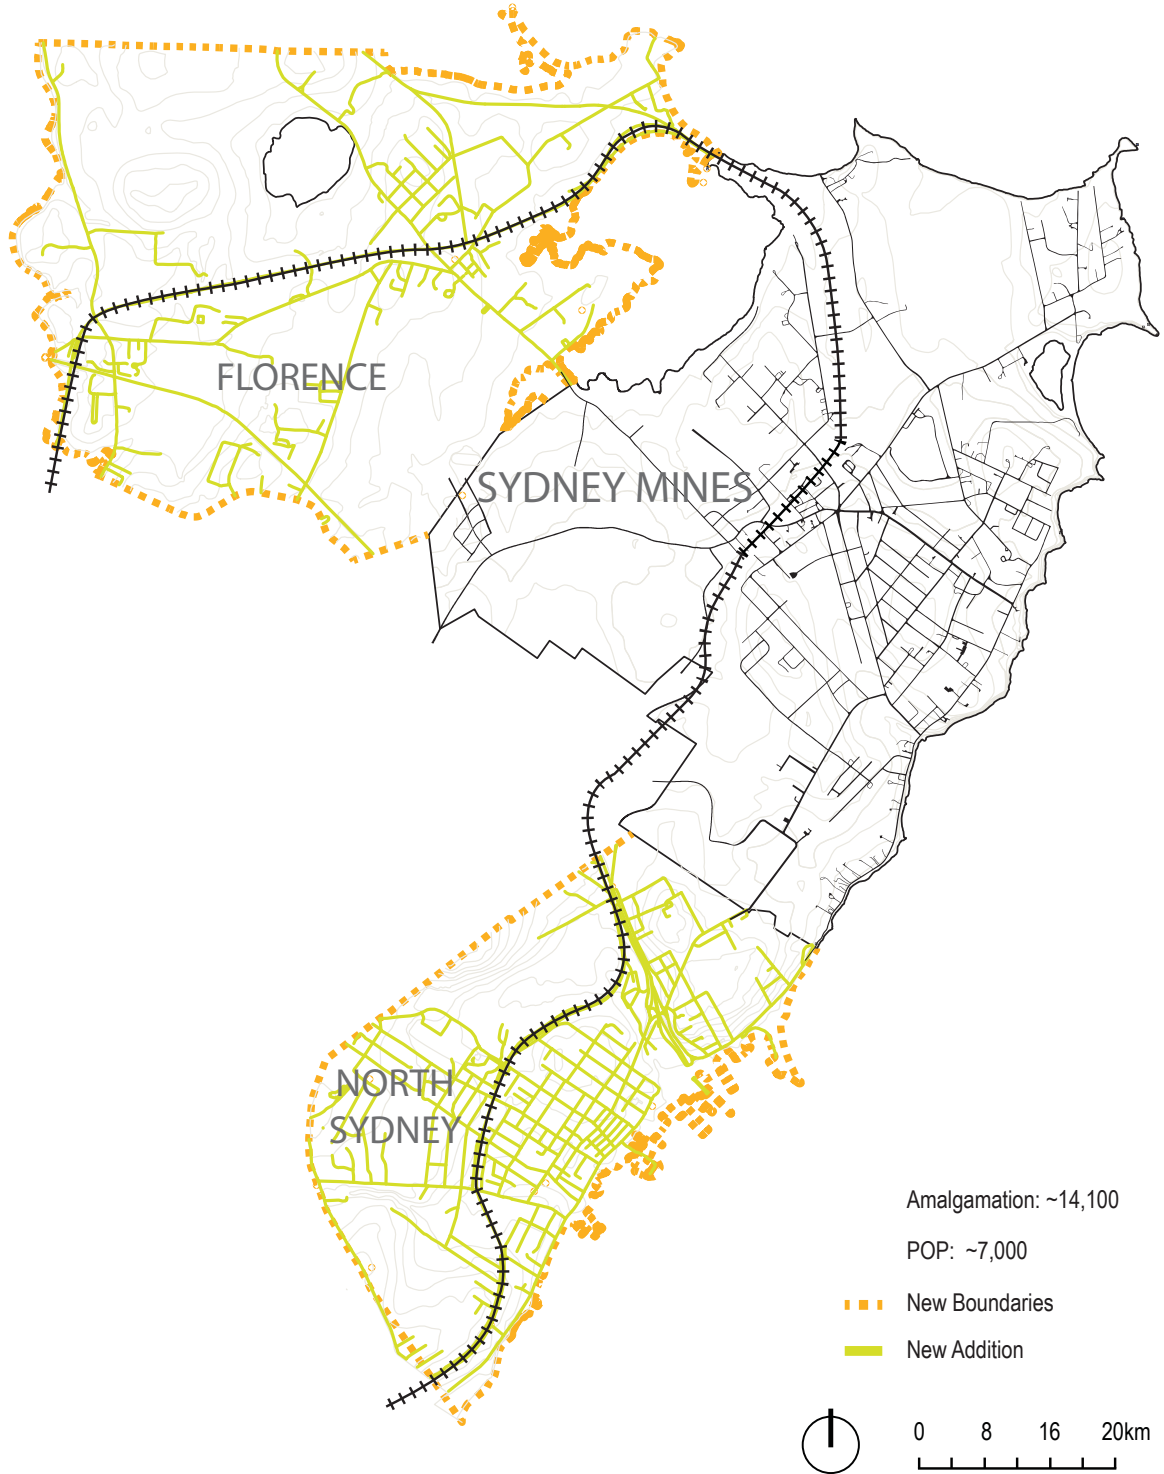 FLORENCE
SYDNEY MINES
NORTH
SYDNEY
Amalgamation: ~14,100
POP: ~7,000
New Boundaries
New Addition
0 8 16 20km